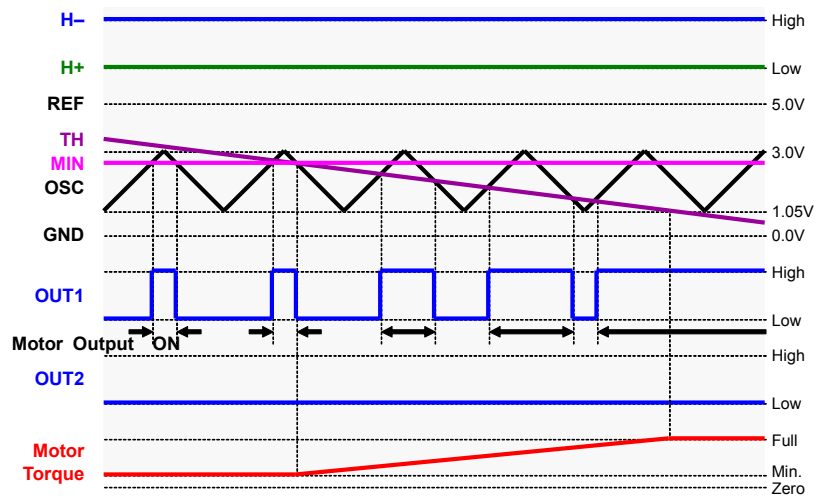 H–
High
H+
Low
REF
5.0V
TH
3.0V
MIN
OSC
1.05V
GND
0.0V
High
OUT1
Low
Motor Output ON
High
OUT2
Low
Full
Motor
Torque
Min.
Zero